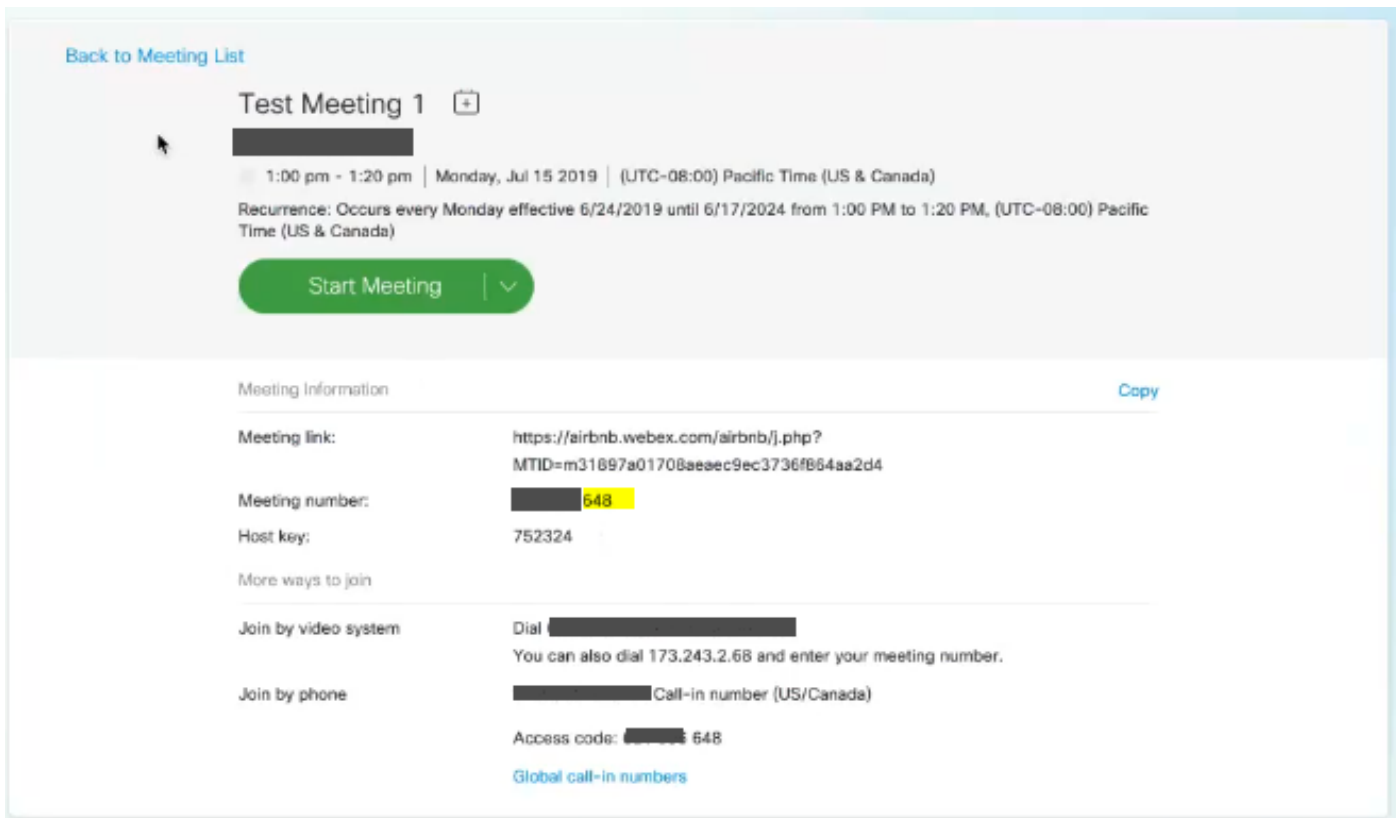 Back to Meeting List
Test Meeting 1
1:00 pm - 1:20 pm | Monday, Jul 15 2019 | (UTC-08:00) Pacific Time (US & Canada)
Recurrence: Occurs every Monday effective 6/24/2019 until 6/17/2024 from 1:00 PM to 1:20 PM, (UTC-08:00) Pacific
Time (US & Canada)
Start Meeting
Meeting Information Copy
Meeting link: https://airbnb.webex.com/airbnb/j.php?
MTID=m31897a01708aeaec9ec3736f864aa2d4
Meeting number: 648
Host key: 752324
More ways to join
Join by video system Dial
You can also dial 173.243.2.68 and enter your meeting number.
Join by phone Call-in number (US/Canada)
Access code: 648
Global call-in numbers